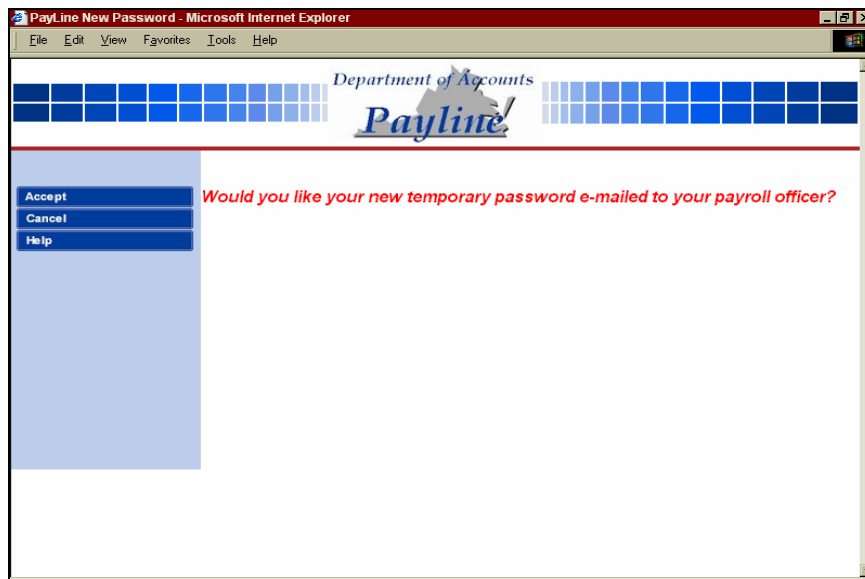 PayLine New Password - Microsoft Internet Explorer
File Edit View Favorites Tools Help
Department of Accounts
Payline
Accept
Cancel
Help
Would you like your new temporary password e-mailed to your payroll officer?